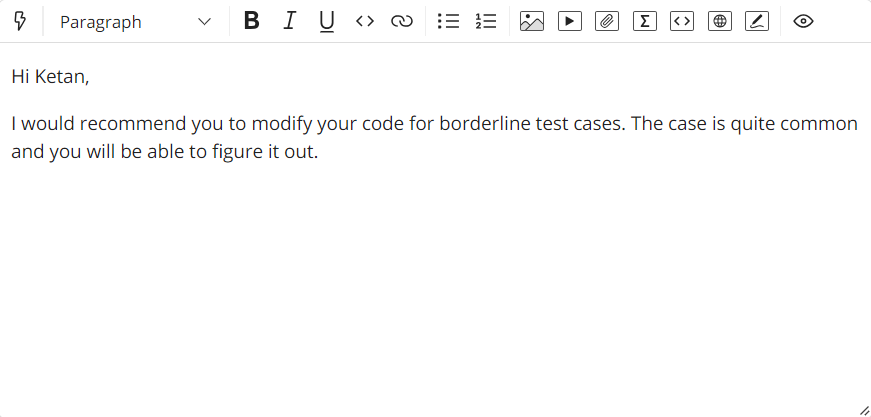 Paragraph
B I U
Hi Ketan,
I would recommend you to modify your code for borderline test cases. The case is quite common
and you will be able to figure it out.